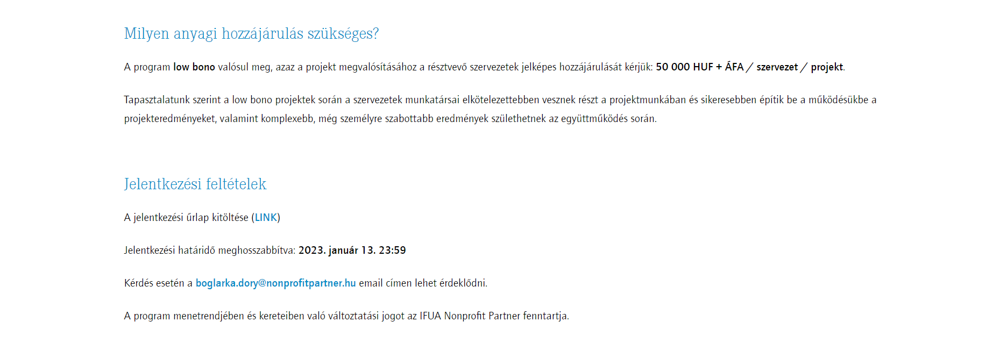 Milyen anyagi hozzájárulás szükséges?
A program low bono valósul meg, azaz a projekt megvalósításához a résztvevő szervezetek jelképes hozzájárulását kérjük: 50 000 HUF + ÁFA / szervezet / projekt.
Tapasztalatunk szerint a low bono projektek során a szervezetek munkatársai elkötelezettebben vesznek részt a projektmunkában és sikeresebben építik be a működésükbe a
projekteredményeket, valamint komplexebb, még személyre szabottabb eredmények születhetnek az együttműködés során.
Jelentkezési feltételek
A jelentkezési űrlap kitöltése (LINK)
Jelentkezési határidő meghosszabbítva: 2023. január 13. 23:59
Kérdés esetén a boglarka.dory@nonprofitpartner.hu email címen lehet érdeklődni.
A program menetrendjében és kereteiben való változtatási jogot az IFUA Nonprofit Partner fenntartja.